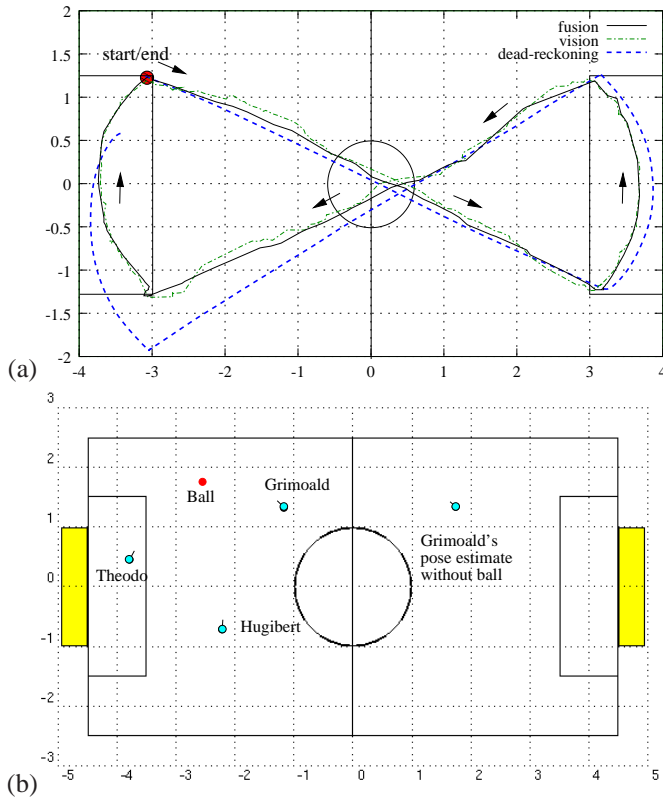 2
1.5
1
0.5
0
-0.5
-1
-1.5
-2
-4 -3 -2 -1 0 1 2 3 4
start/end
fusion
vision
dead-reckoning
(a)
3
2
1
0
-1
-2
-3
-5 -4 -3 -2 -1 0 1 2 3 4 5
Ball
Grimoald
Theodo
Hugibert
Grimoald's
pose estimate
without ball
(b)